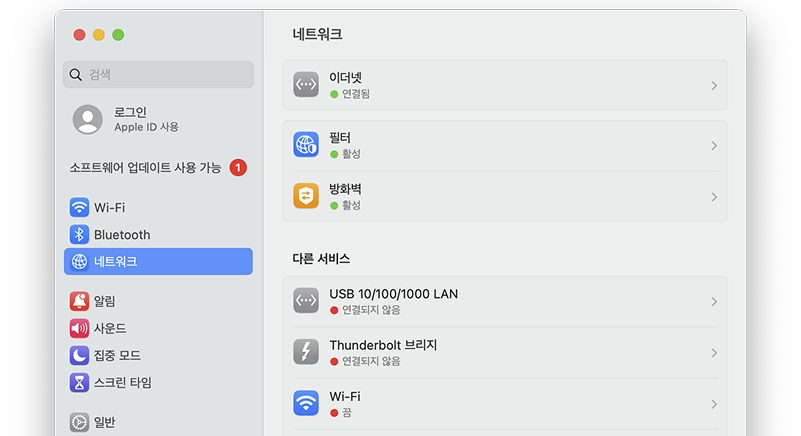 검색
로그인
Apple ID 사용
소프트웨어 업데이트 사용 가능 1
Wi-Fi
Bluetooth
네트워크
알림
사운드
집중 모드
스크린 타임
일반
네트워크
이더넷
연결됨
필터
활성
방화벽
활성
다른 서비스
USB 10/100/1000 LAN
연결되지 않음
Thunderbolt 브리지
연결되지 않음
Wi-Fi
끔